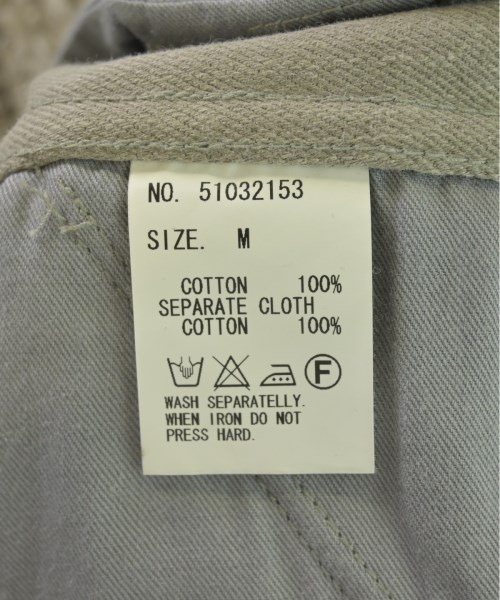 NO. 51032153
SIZE. M
COTTON 100%
SEPARATE CLOTH
COTTON 100%
F
WASH SEPARATELLY.
WHEN IRON DO NOT
PRESS HARD.